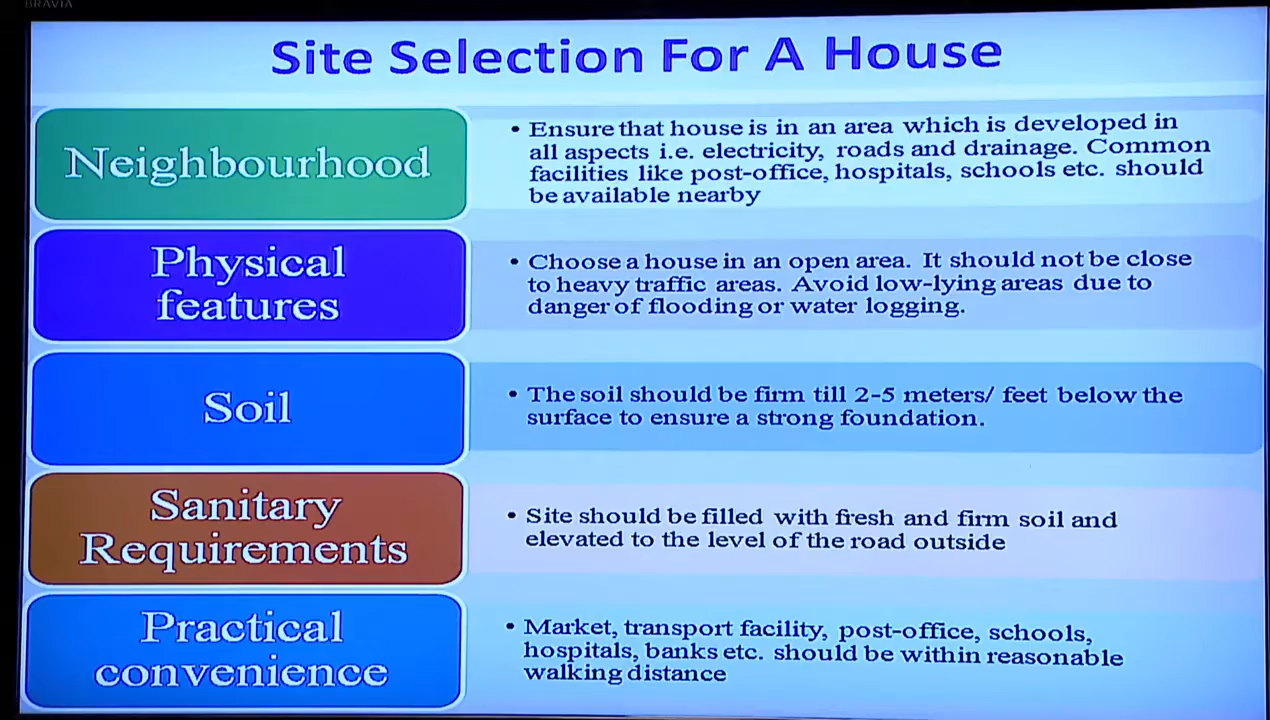 BRAVIA
Site Selection For A House
Neighbourhood
• Ensure that house is in an area which is developed in
all aspects i.e. electricity, roads and drainage. Common
facilities like post-office, hospitals, schools etc. should
be available nearby
Physical
features
• Choose a house in an open area. It should not be close
to heavy traffic areas. Avoid low-lying areas due to
danger of flooding or water logging.
Soil
• The soil should be firm till 2-5 meters/ feet below the
surface to ensure a strong foundation.
Sanitary
Requirements
• Site should be filled with fresh and firm soil and
elevated to the level of the road outside
Practical
convenience
• Market, transport facility, post-office, schools,
hospitals, banks etc. should be within reasonable
walking distance